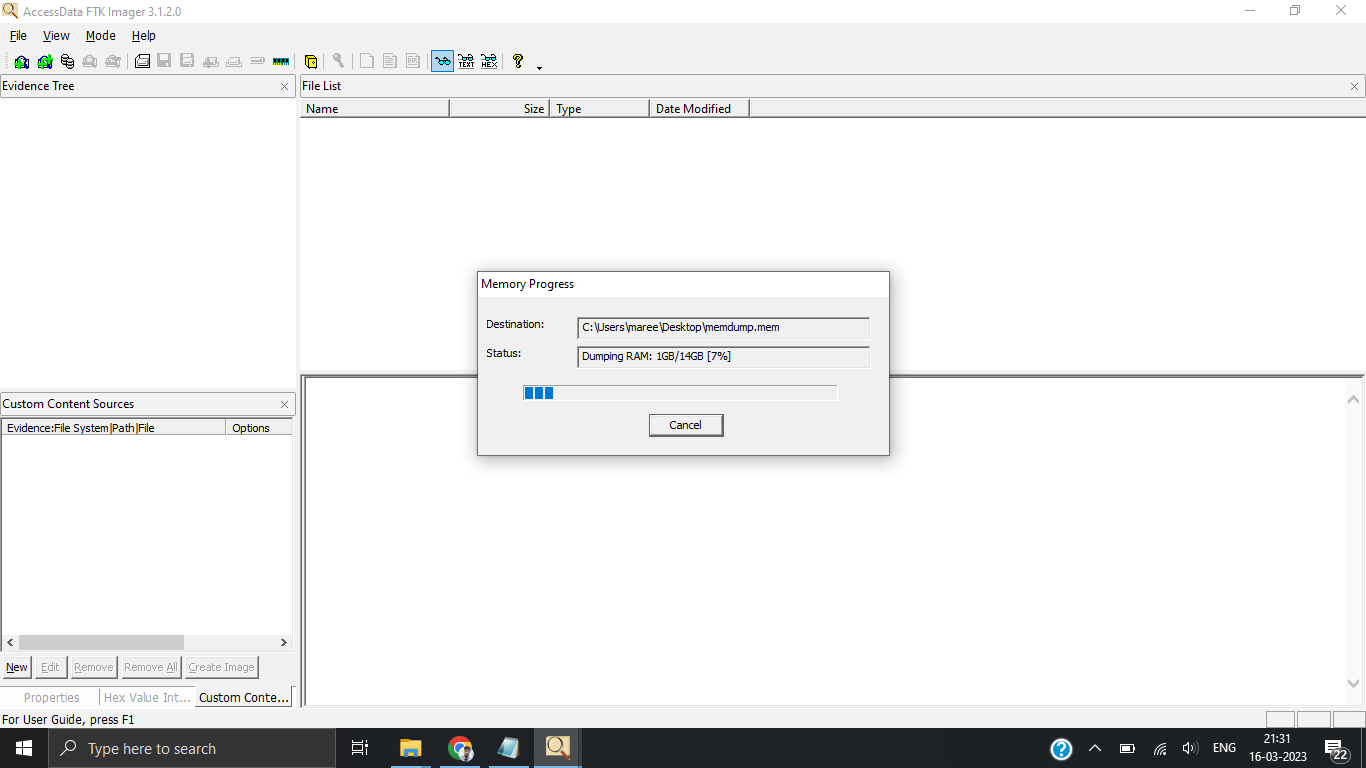 AccessData FTK Imager 3.1.2.0
File View Mode Help
TEXT HEX ?
Evidence Tree
File List
Name Size Type Date Modified
Memory Progress
Destination: C:\Users\maree\Desktop\memdump.mem
Status: Dumping RAM: 1GB/14GB [7%]
Cancel
Custom Content Sources
Evidence:File System|Path|File Options
New Edit Remove Remove All Create Image
Properties Hex Value Int... Custom Conte...
For User Guide, press F1
Type here to search
ENG
21:31
16-03-2023
22